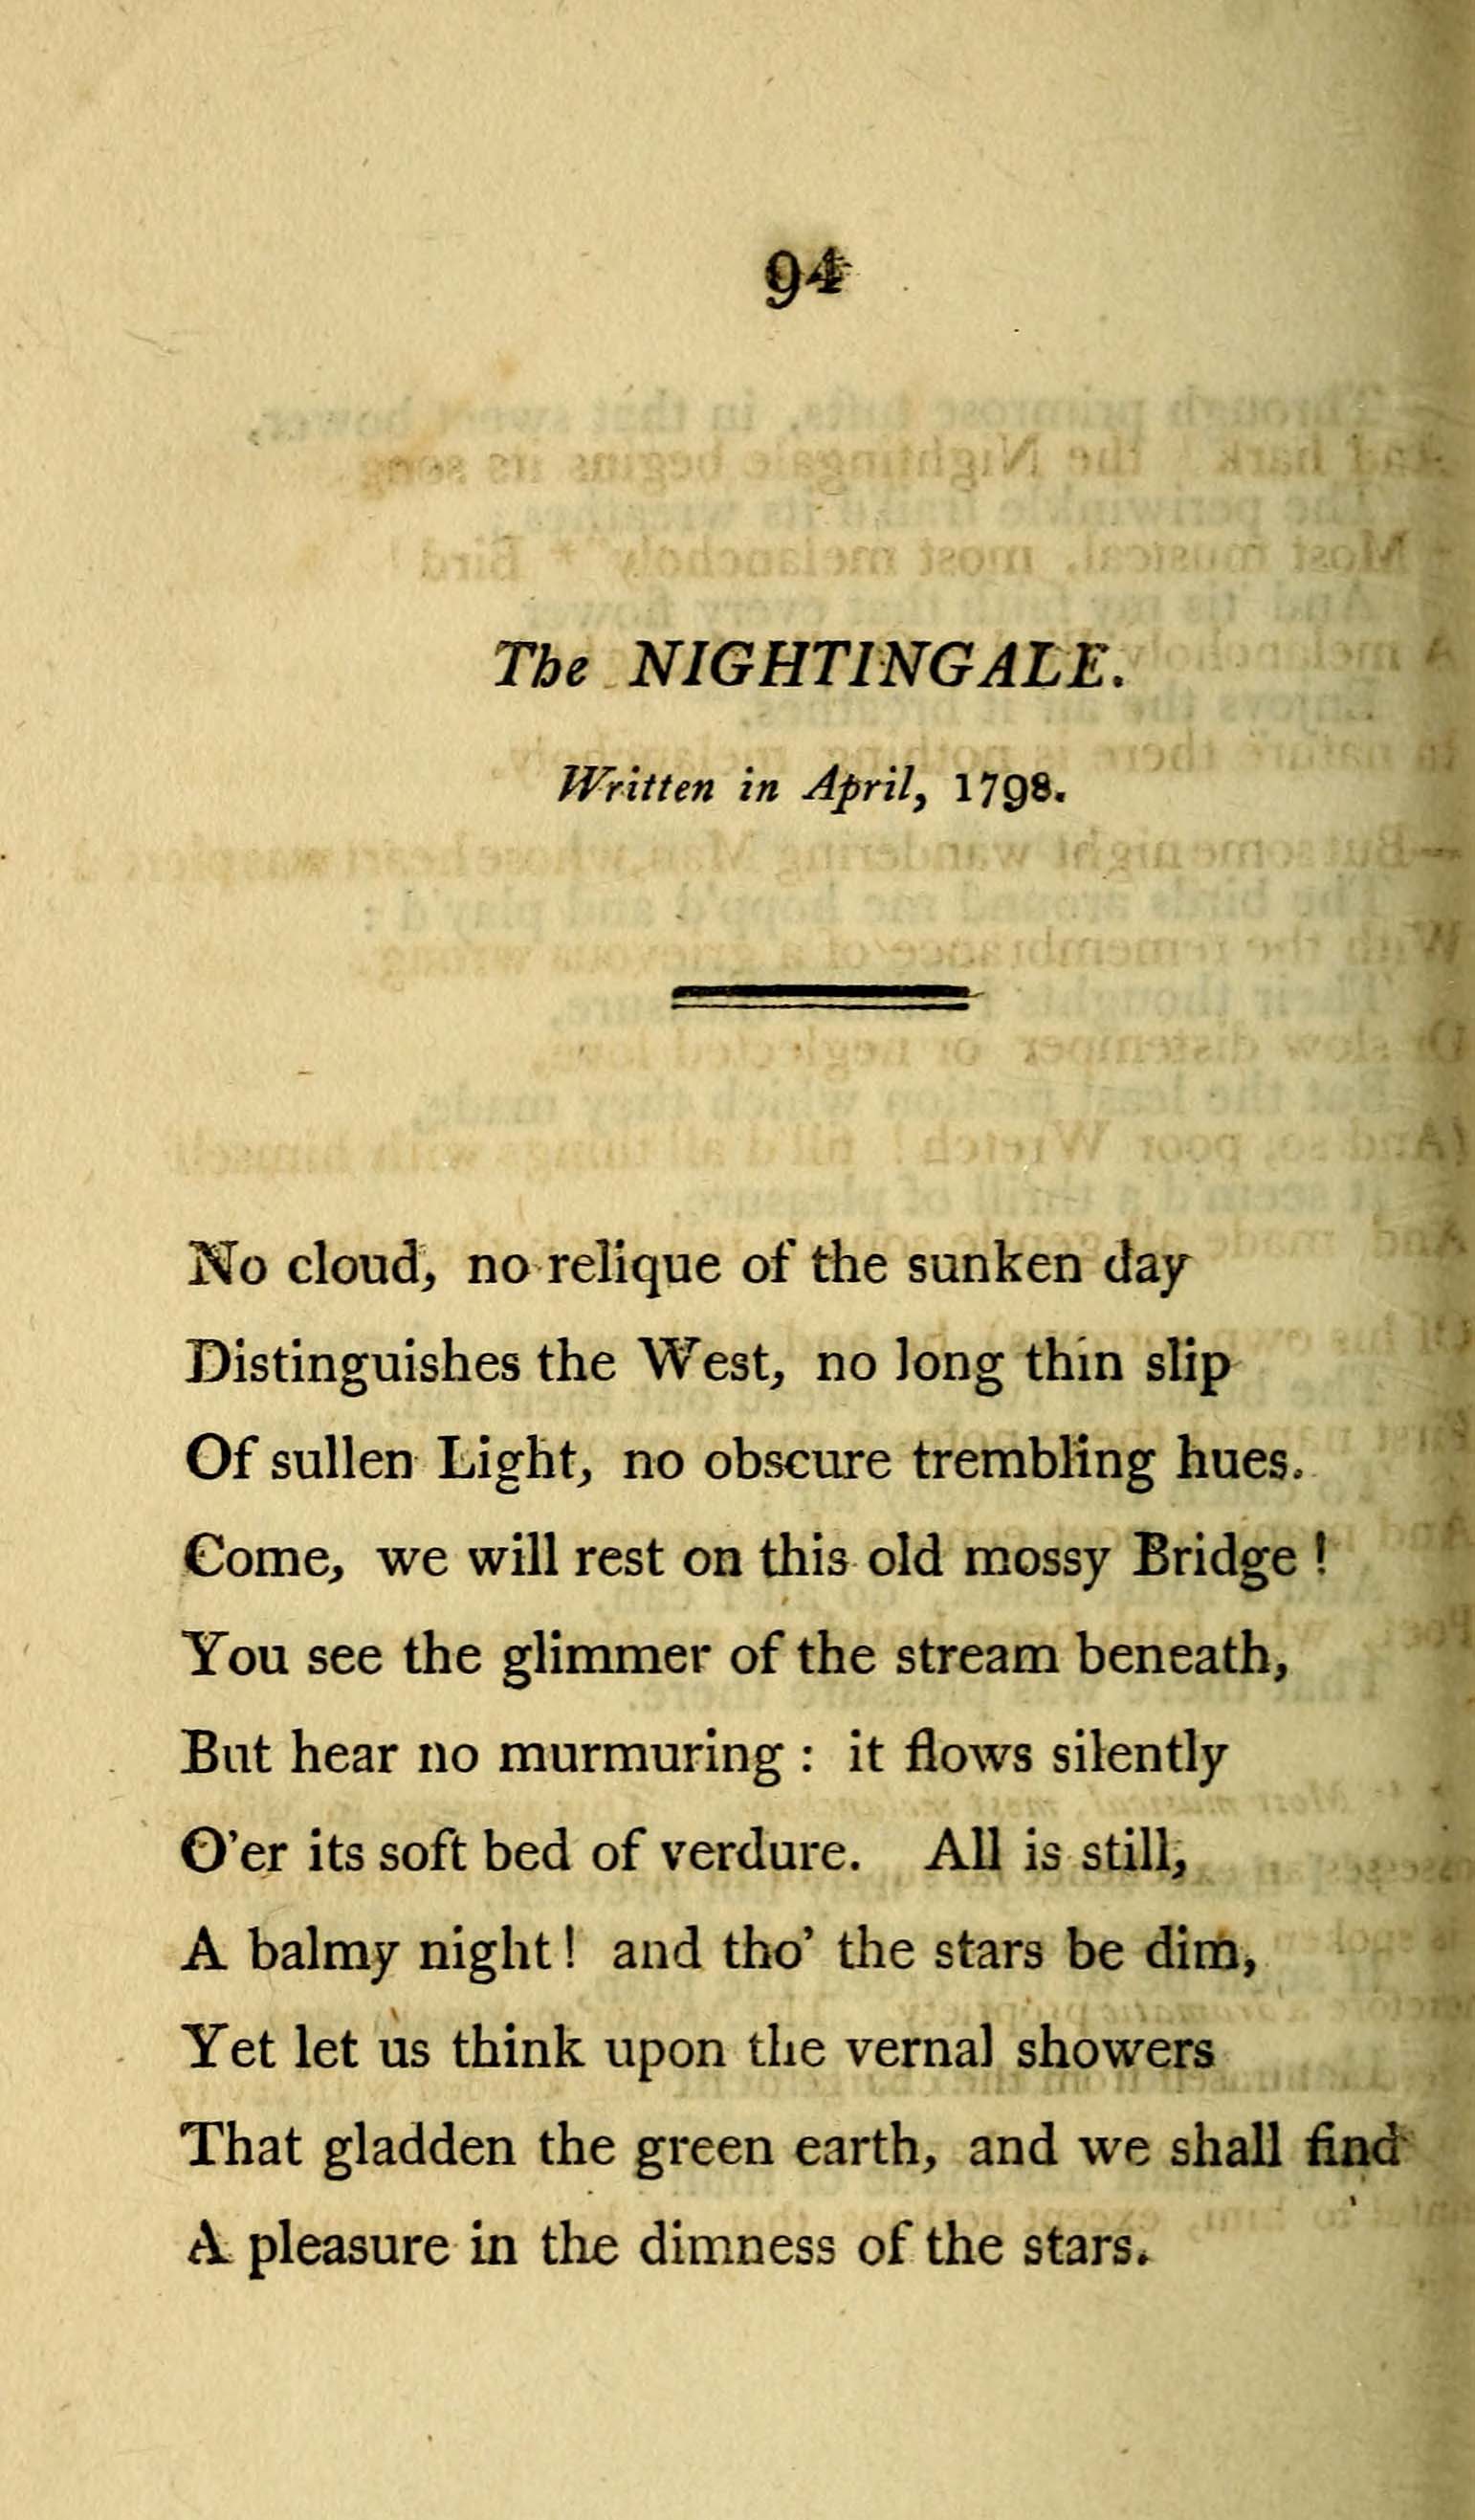 94
The NIGHTINGALE.
Written in April, 1798.
No cloud, no relique of the sunken day
Distinguishes the West, no long thin slip
Of sullen Light, no obscure trembling hues.
Come, we will rest on this old mossy Bridge !
You see the glimmer of the stream beneath,
But hear no murmuring : it flows silently
O'er its soft bed of verdure. All is still,
A balmy night ! and tho' the stars be dim,
Yet let us think upon the vernal showers
That gladden the green earth, and we shall find
A pleasure in the dimness of the stars.